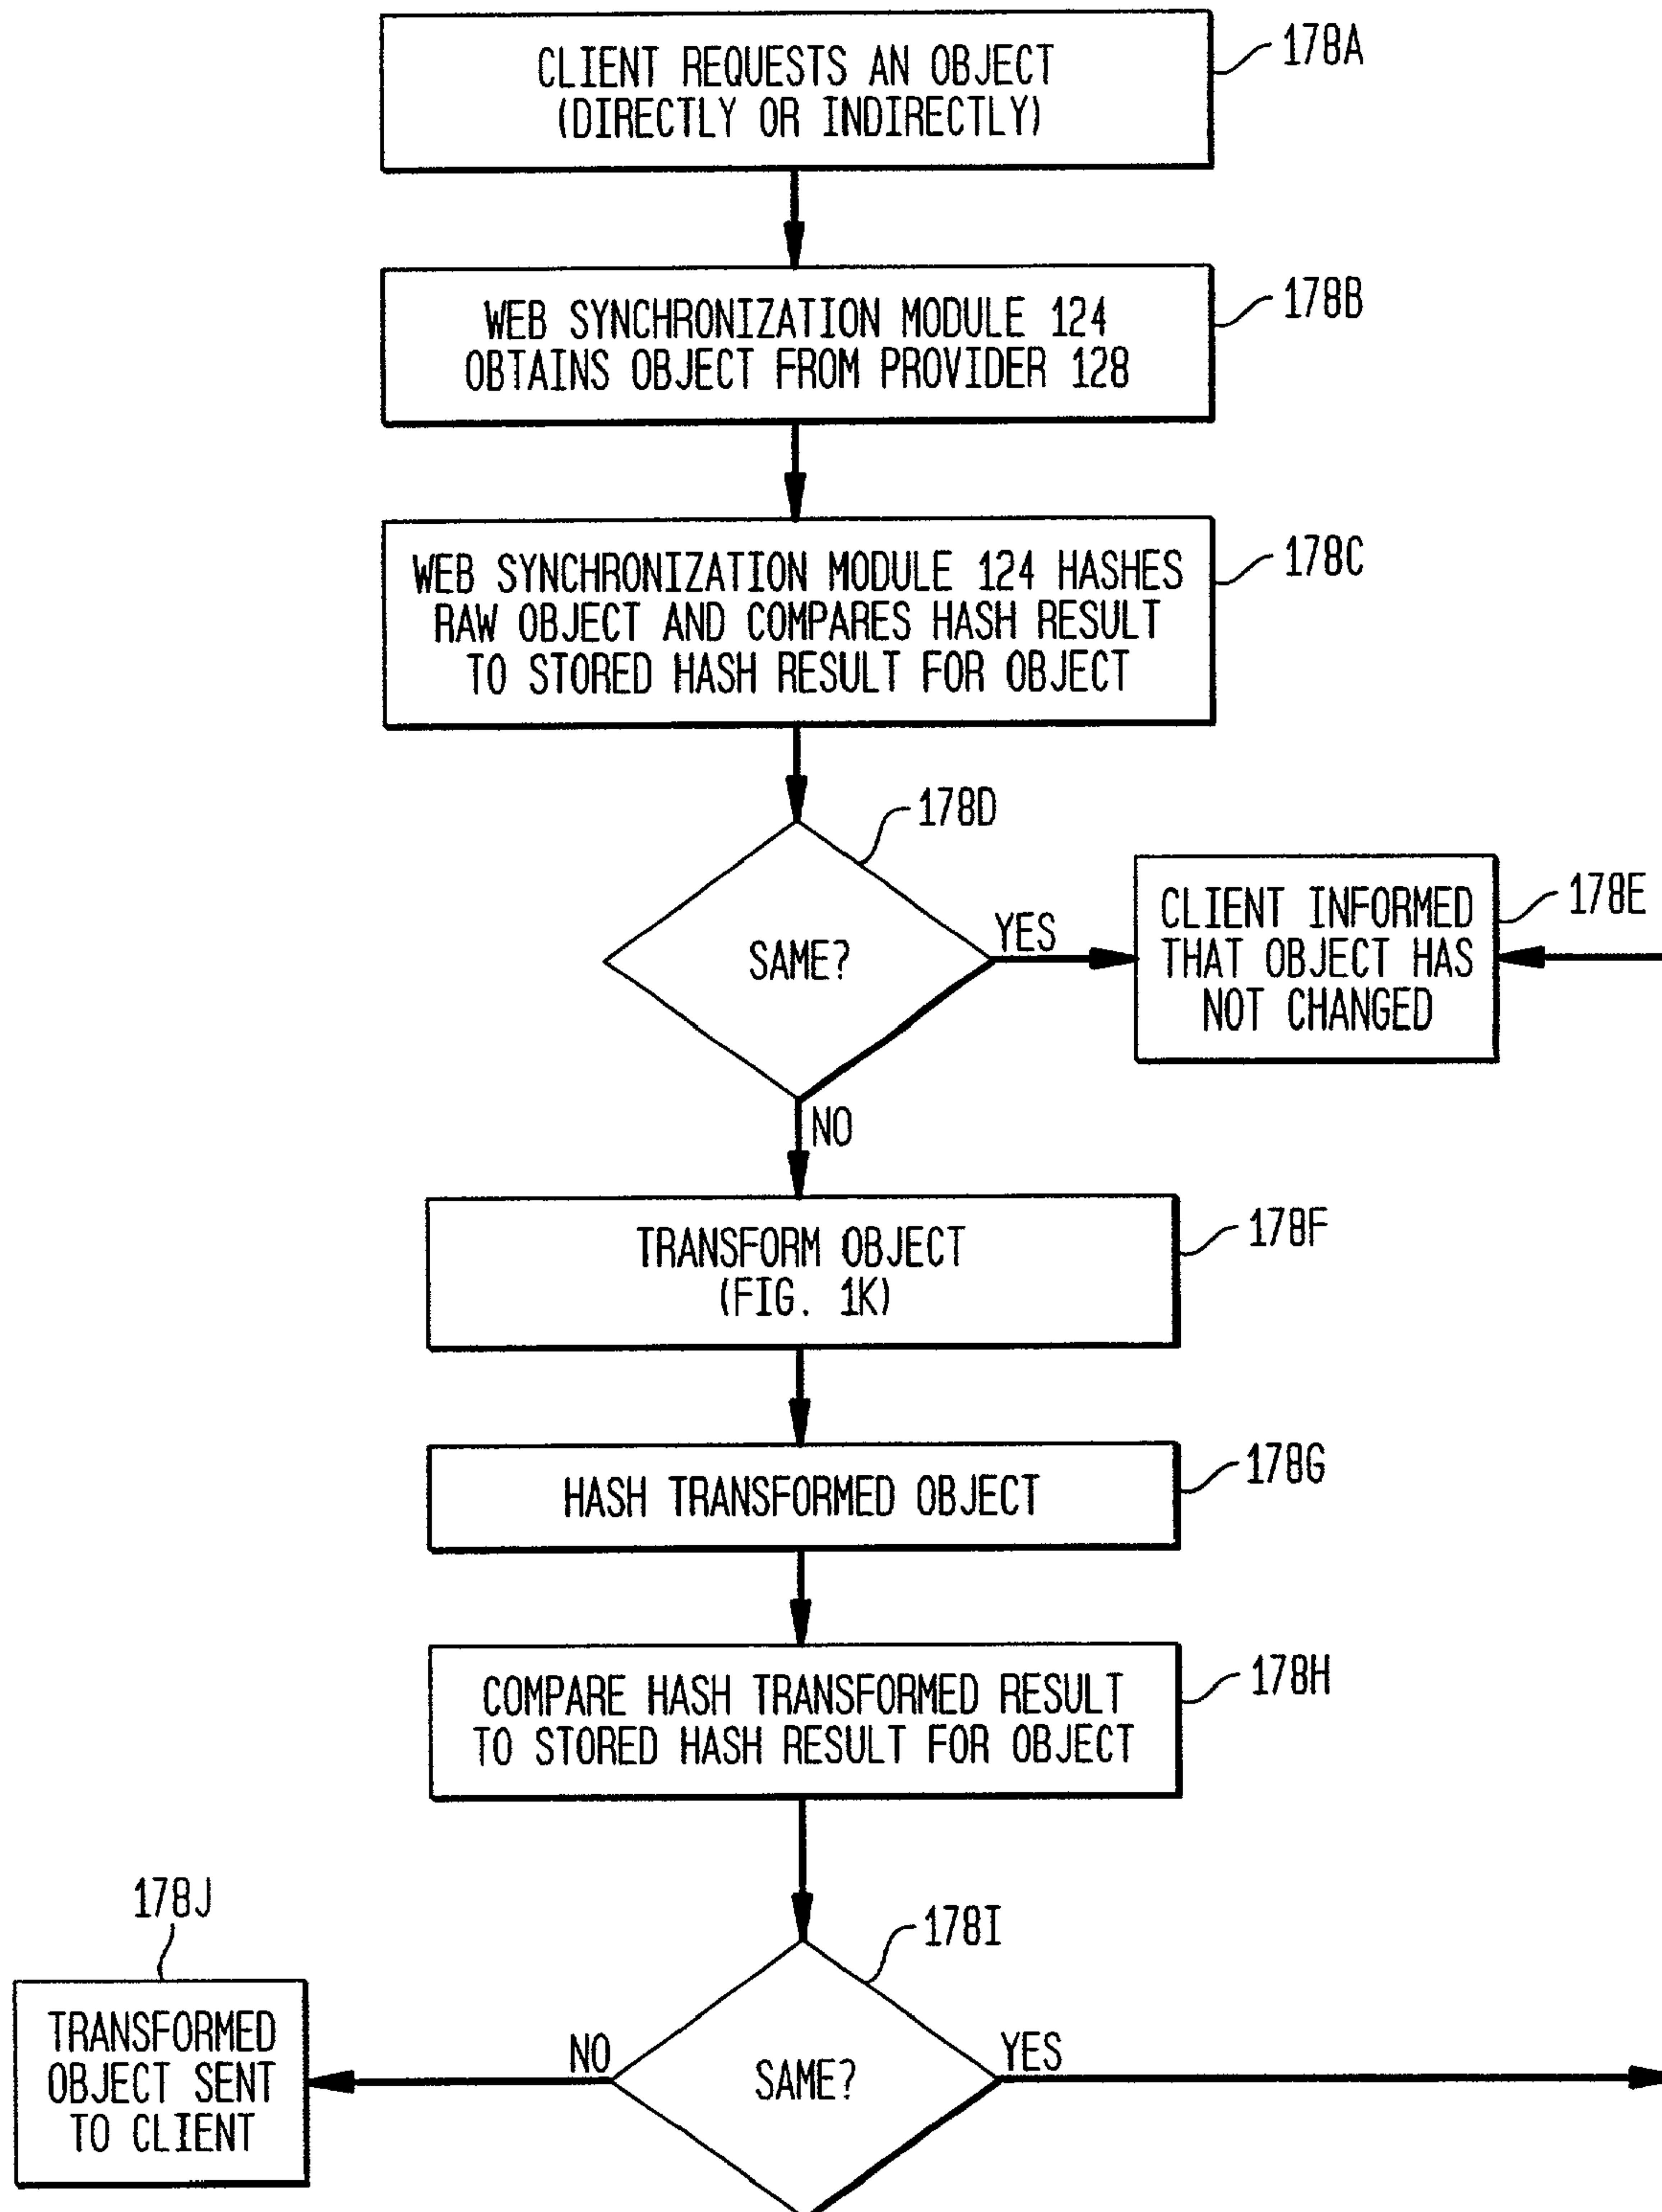 CLIENT REQUESTS AN OBJECT
(DIRECTLY OR INDIRECTLY)
178A
WEB SYNCHRONIZATION MODULE 124
OBTAINS OBJECT FROM PROVIDER 128
178B
WEB SYNCHRONIZATION MODULE 124 HASHES
RAW OBJECT AND COMPARES HASH RESULT
TO STORED HASH RESULT FOR OBJECT
178C
178D
SAME?
YES
CLIENT INFORMED
THAT OBJECT HAS
NOT CHANGED
178E
NO
TRANSFORM OBJECT
(FIG. 1K)
178F
HASH TRANSFORMED OBJECT
178G
COMPARE HASH TRANSFORMED RESULT
TO STORED HASH RESULT FOR OBJECT
178H
178I
SAME?
YES
NO
178J
TRANSFORMED
OBJECT SENT
TO CLIENT